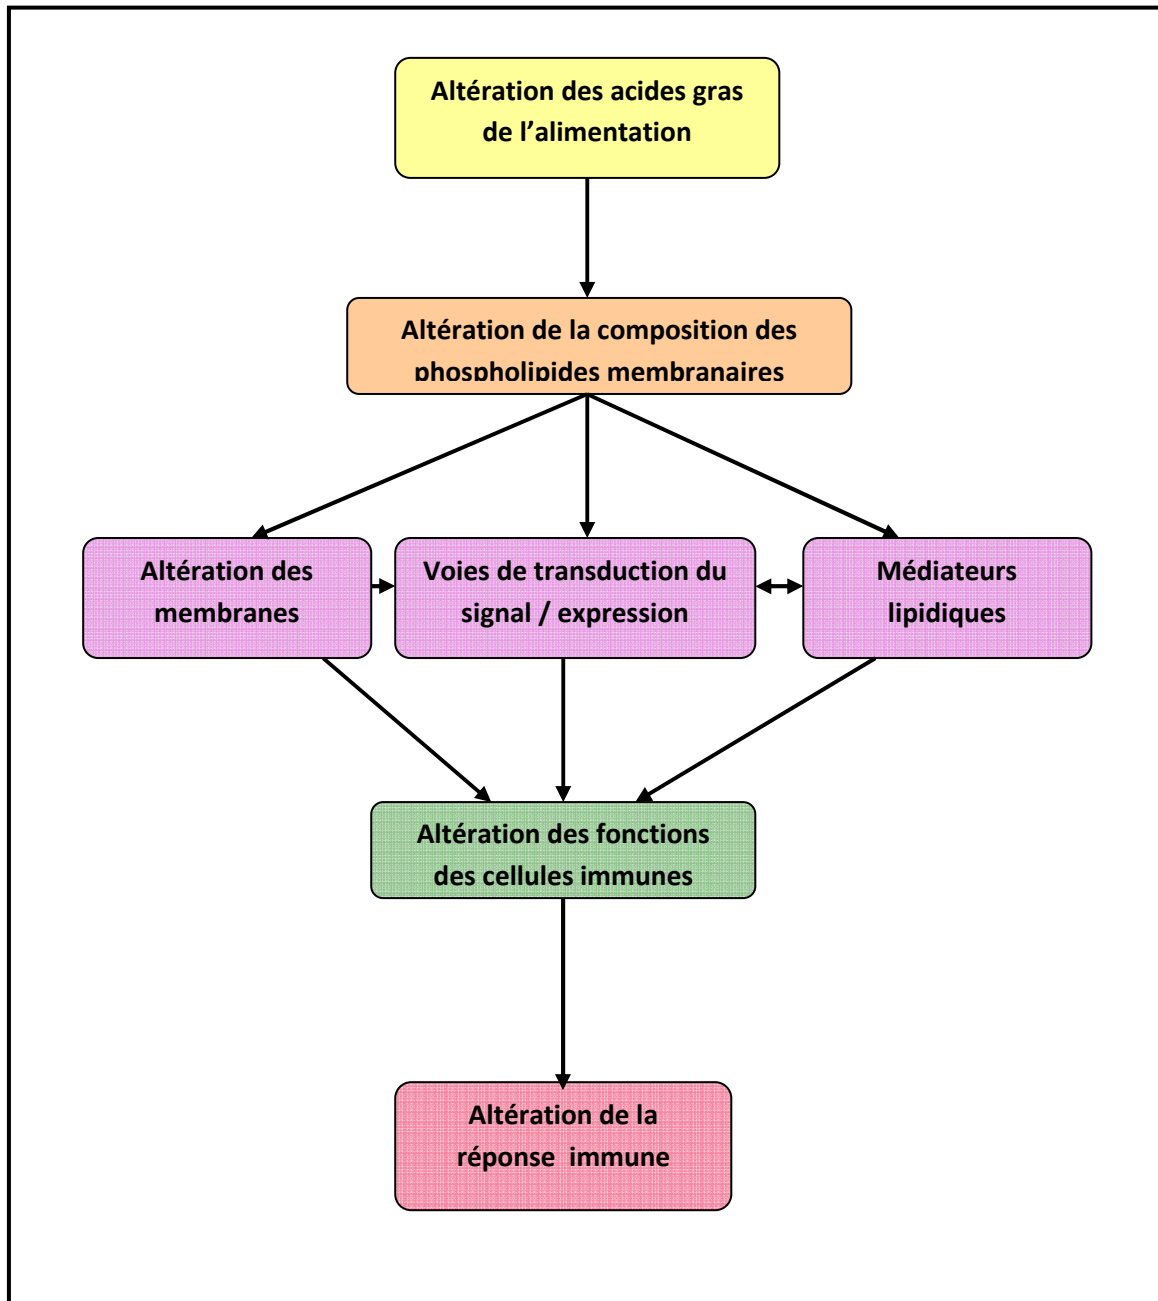 Altération des acides gras
de l’alimentation
Altération de la composition des
phospholipides membranaires
Altération des
membranes
Voies de transduction du
signal / expression
Médiateurs
lipidiques
Altération des fonctions
des cellules immunes
Altération de la
réponse  immune